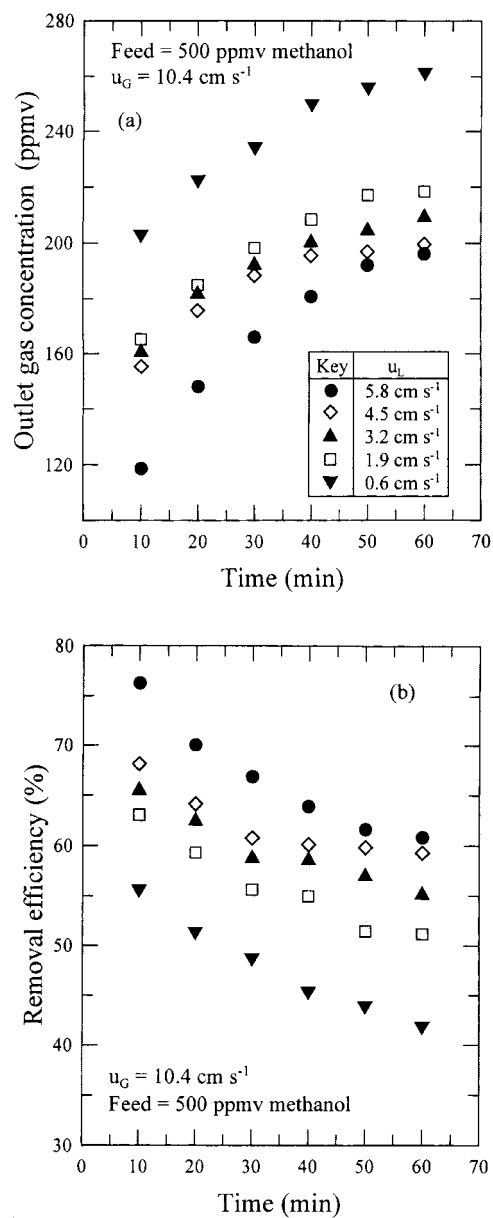 280
Feed = 500 ppmv methanol
u_G = 10.4 cm s⁻¹
(a)
240
200
160
120
Outlet gas concentration (ppmv)
Key u_L
5.8 cm s⁻¹
4.5 cm s⁻¹
3.2 cm s⁻¹
1.9 cm s⁻¹
0.6 cm s⁻¹
0 10 20 30 40 50 60 70
Time (min)
80
(b)
70
60
50
40
30
Removal efficiency (%)
u_G = 10.4 cm s⁻¹
Feed = 500 ppmv methanol
0 10 20 30 40 50 60 70
Time (min)